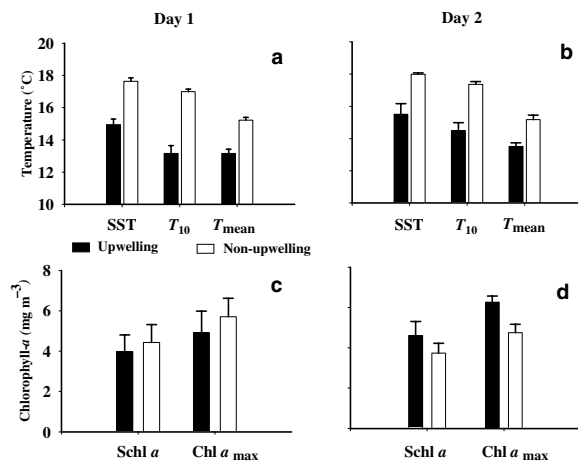 Day 1
Day 2
a
b
Temperature (°C)
20
18
16
14
12
10
SST T10 Tmean
SST T10 Tmean
Upwelling Non-upwelling
c
d
Chlorophyll-a (mg m−3)
8
6
4
2
0
Schl a Chl a max
Schl a Chl a max